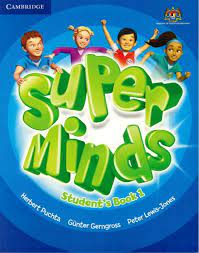 CAMBRIDGE
Super
Minds
Student's Book 1
Herbert Puchta
Günter Gerngross
Peter Lewis-Jones